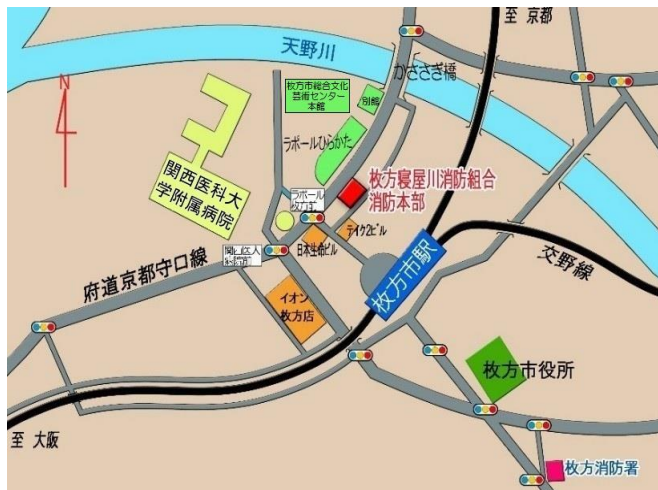 至 京都
天野川
かささぎ橋
N
枚方市総合文化
芸術センター
本館
別館
ラポールひらかた
関西医科大
学附属病院
枚方寝屋川消防組合
消防本部
ラポール
テイク2ビル
日本生命ビル
枚方市駅
交野線
府道京都守口線
イオン
枚方店
枚方市役所
至 大阪
枚方消防署